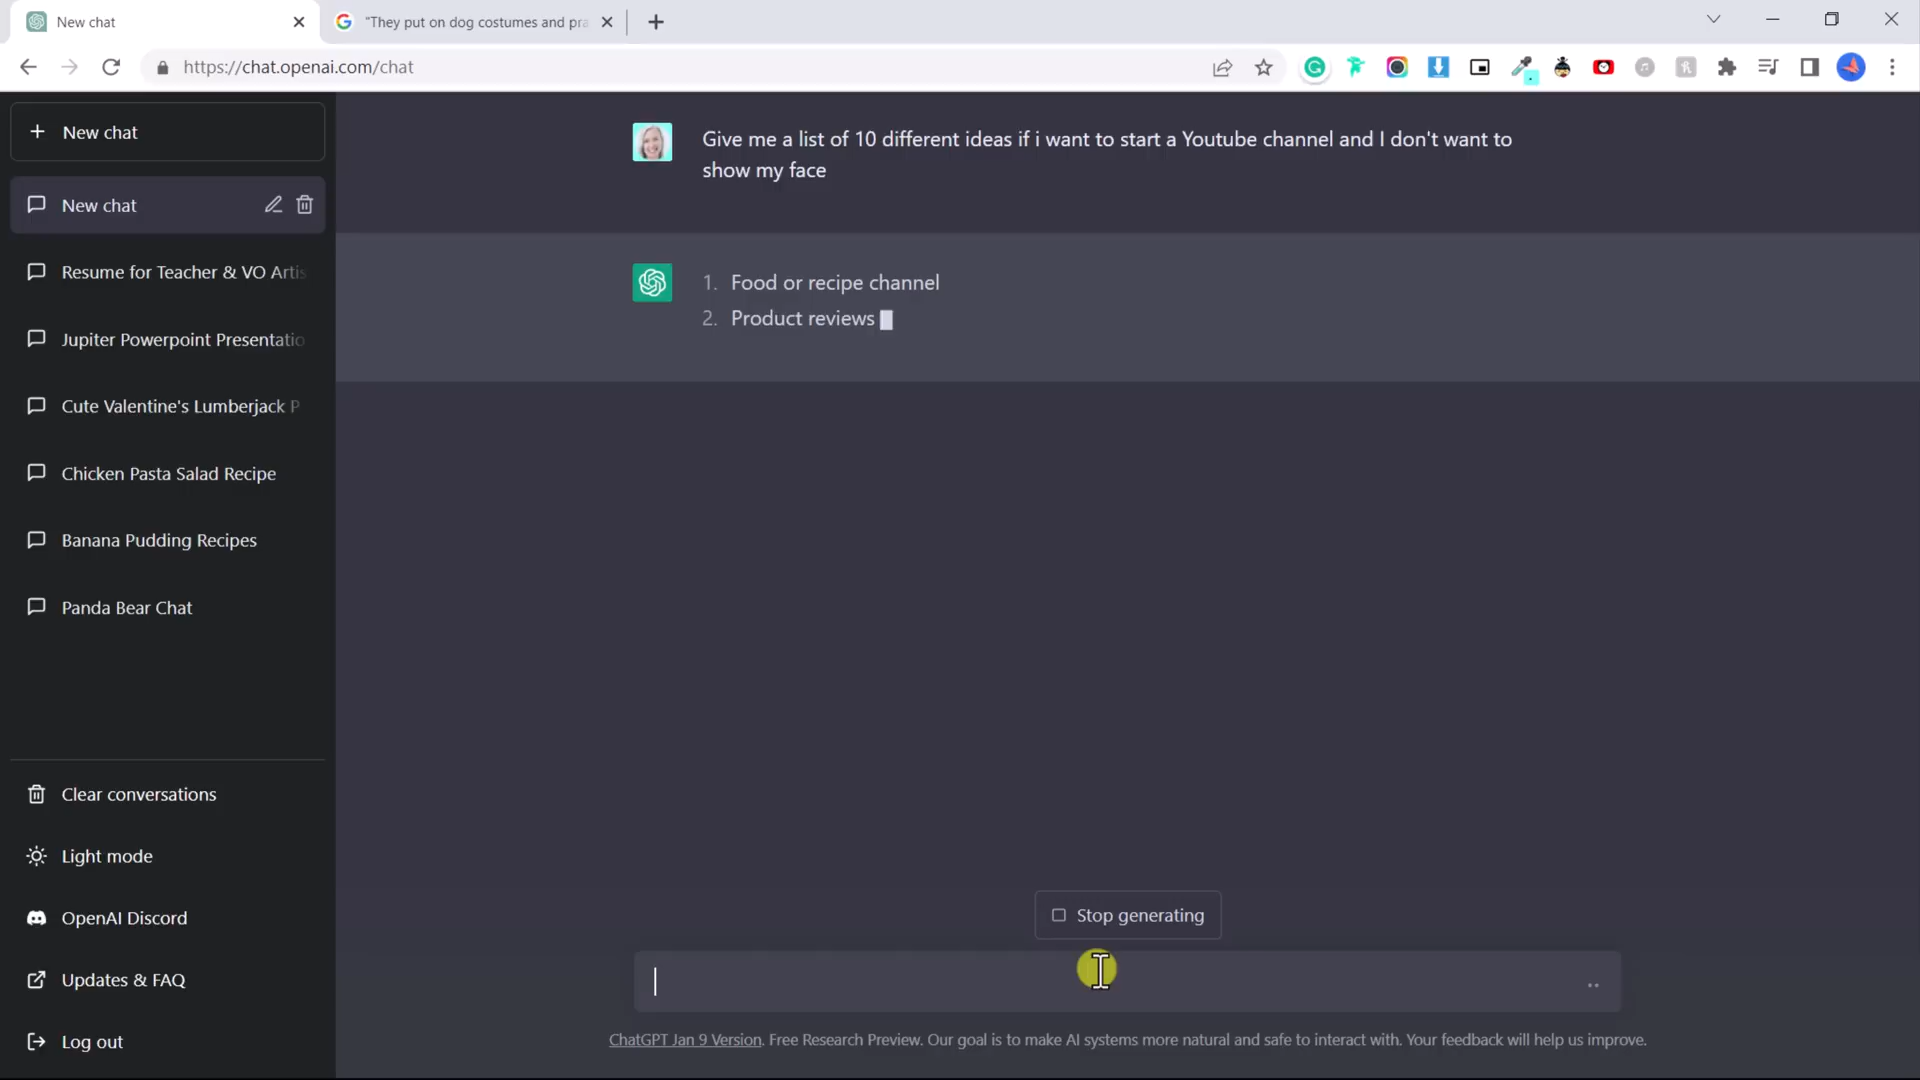 New chat
"They put on dog costumes and pra
https://chat.openai.com/chat
New chat
New chat
Resume for Teacher & VO Artis
Jupiter Powerpoint Presentatio
Cute Valentine's Lumberjack P
Chicken Pasta Salad Recipe
Banana Pudding Recipes
Panda Bear Chat
Clear conversations
Light mode
OpenAI Discord
Updates & FAQ
Log out
Give me a list of 10 different ideas if i want to start a Youtube channel and I don't want to
show my face
1. Food or recipe channel
2. Product reviews
Stop generating
ChatGPT Jan 9 Version. Free Research Preview. Our goal is to make AI systems more natural and safe to interact with. Your feedback will help us improve.